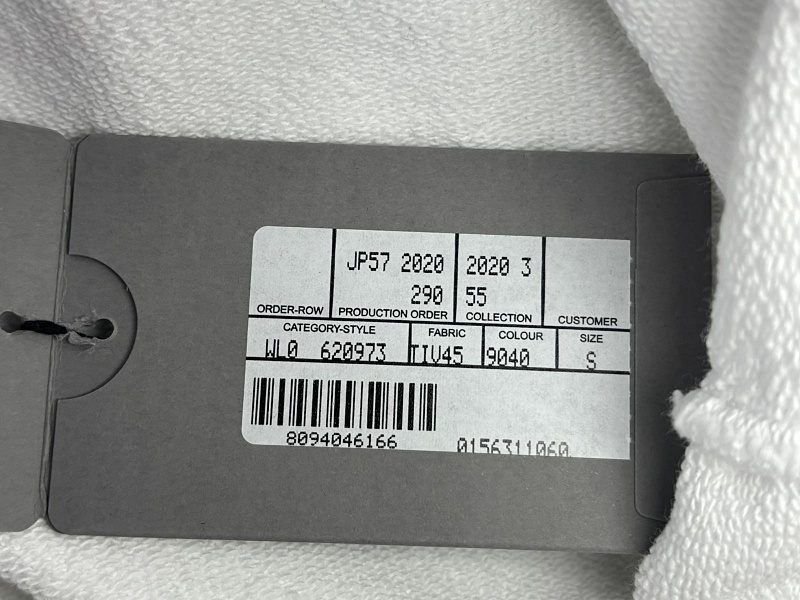 JP57 2020 2020 3
290 55
ORDER-ROW PRODUCTION ORDER COLLECTION CUSTOMER
CATEGORY-STYLE FABRIC COLOUR SIZE
WL0 620973 TIV45 9040 S
8094046166 0156311060